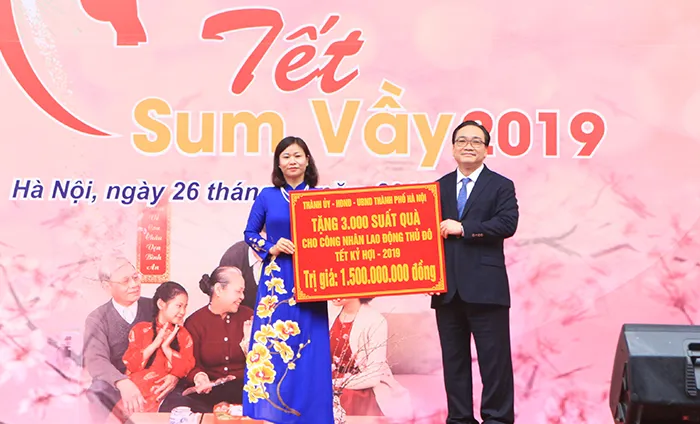 Tết
Sum Vầy 2019
Hà Nội, ngày 26 thán
THÀNH ỦY - HĐND - UBND THÀNH PHỐ HÀ NỘI
TẶNG 3.000 SUẤT QUÀ
CHO CÔNG NHÂN LAO ĐỘNG THỦ ĐÔ
TẾT KỶ HỢI - 2019
Trị giá: 1.500.000.000 đồng
Bình
An